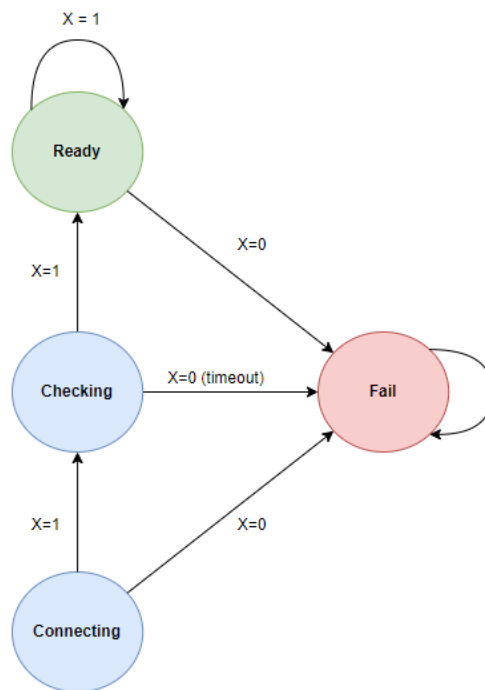 X = 1
Ready
X=0
X=1
X=0 (timeout)
Checking
Fail
X=1
X=0
Connecting